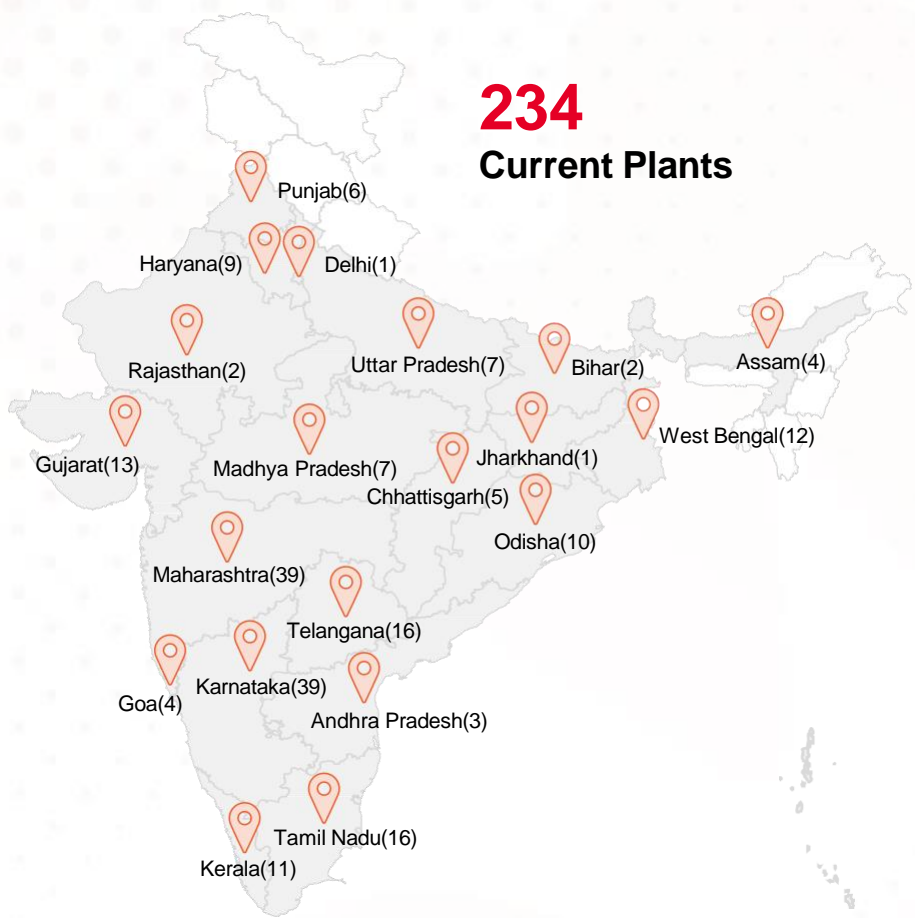 234
Current Plants
Punjab(6)
Haryana(9)
Delhi(1)
Rajasthan(2)
Uttar Pradesh(7)
Bihar(2)
Assam(4)
Gujarat(13)
Madhya Pradesh(7)
Jharkhand(1)
West Bengal(12)
Chhattisgarh(5)
Odisha(10)
Maharashtra(39)
Telangana(16)
Goa(4)
Karnataka(39)
Andhra Pradesh(3)
Tamil Nadu(16)
Kerala(11)